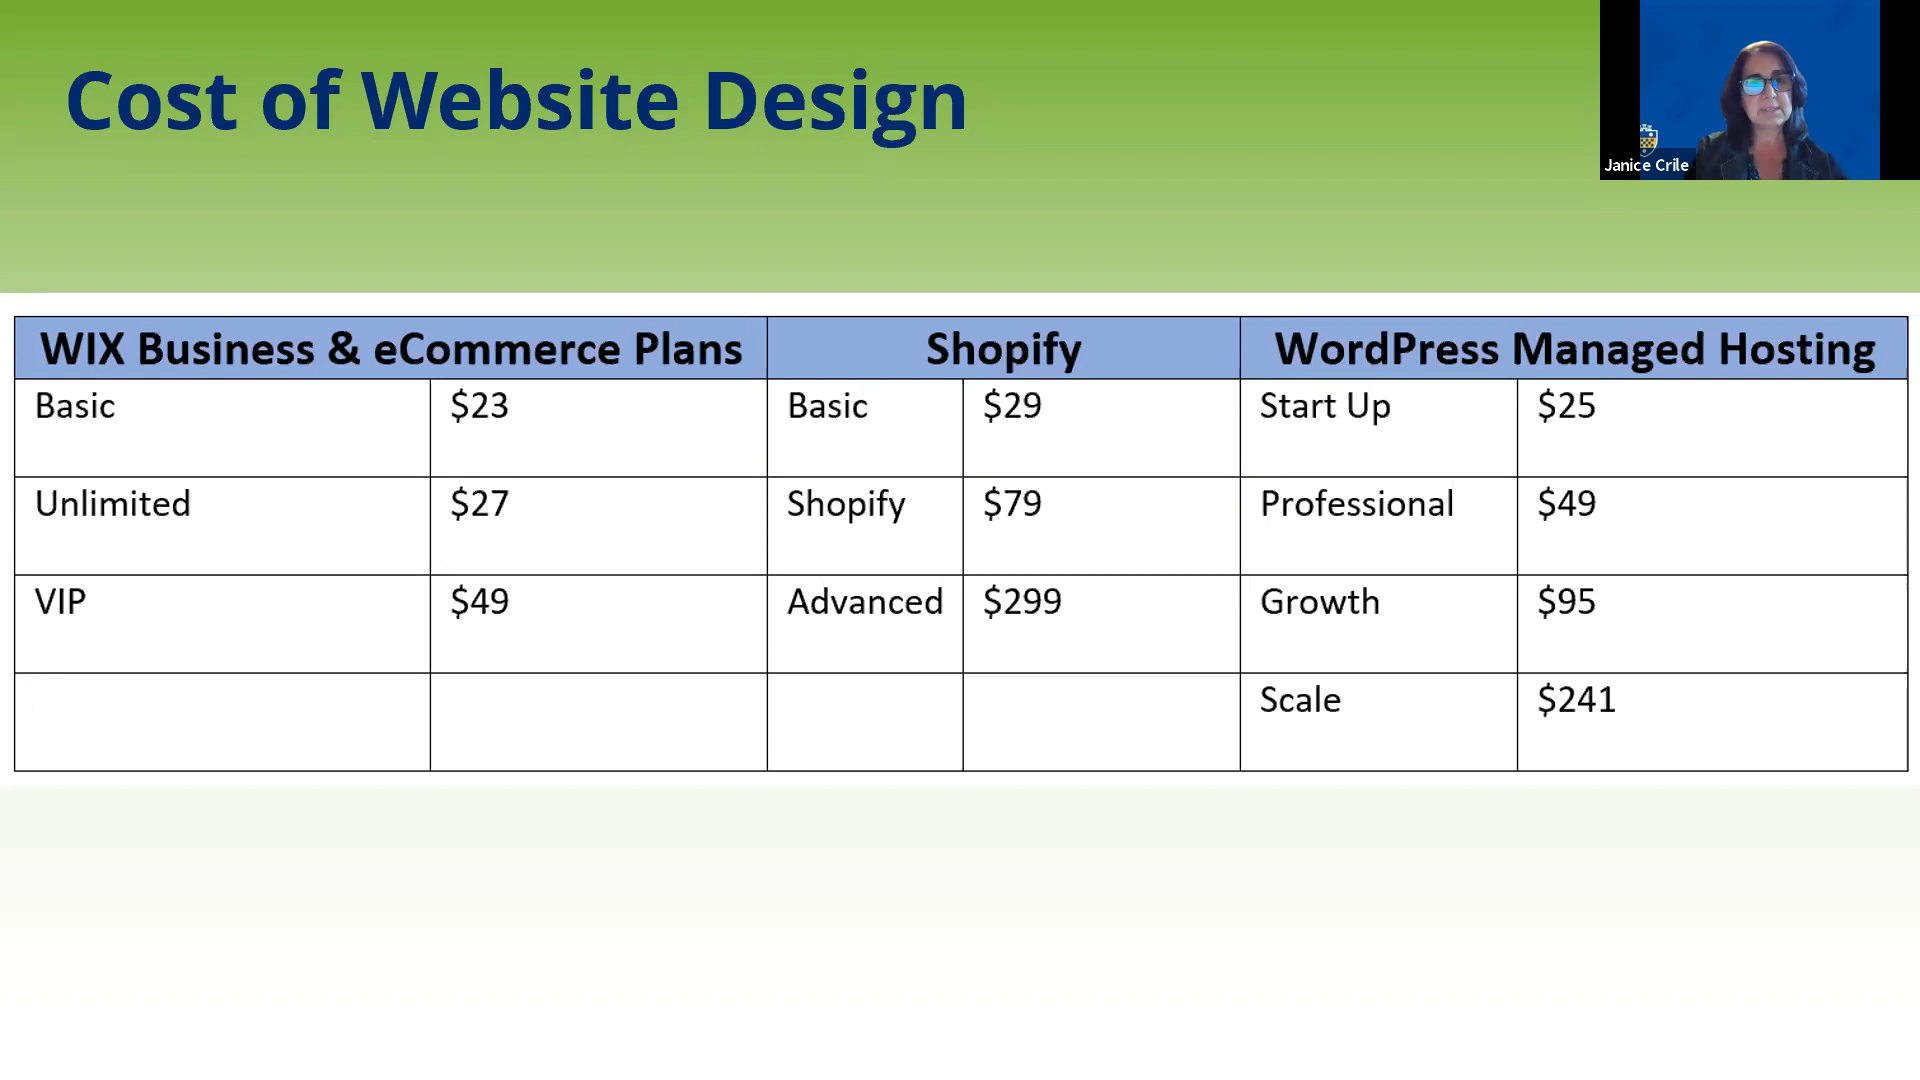 Cost of Website Design
Janice Crile
WIX Business & eCommerce Plans Shopify WordPress Managed Hosting
Basic $23 Basic $29 Start Up $25
Unlimited $27 Shopify $79 Professional $49
VIP $49 Advanced $299 Growth $95
Scale $241